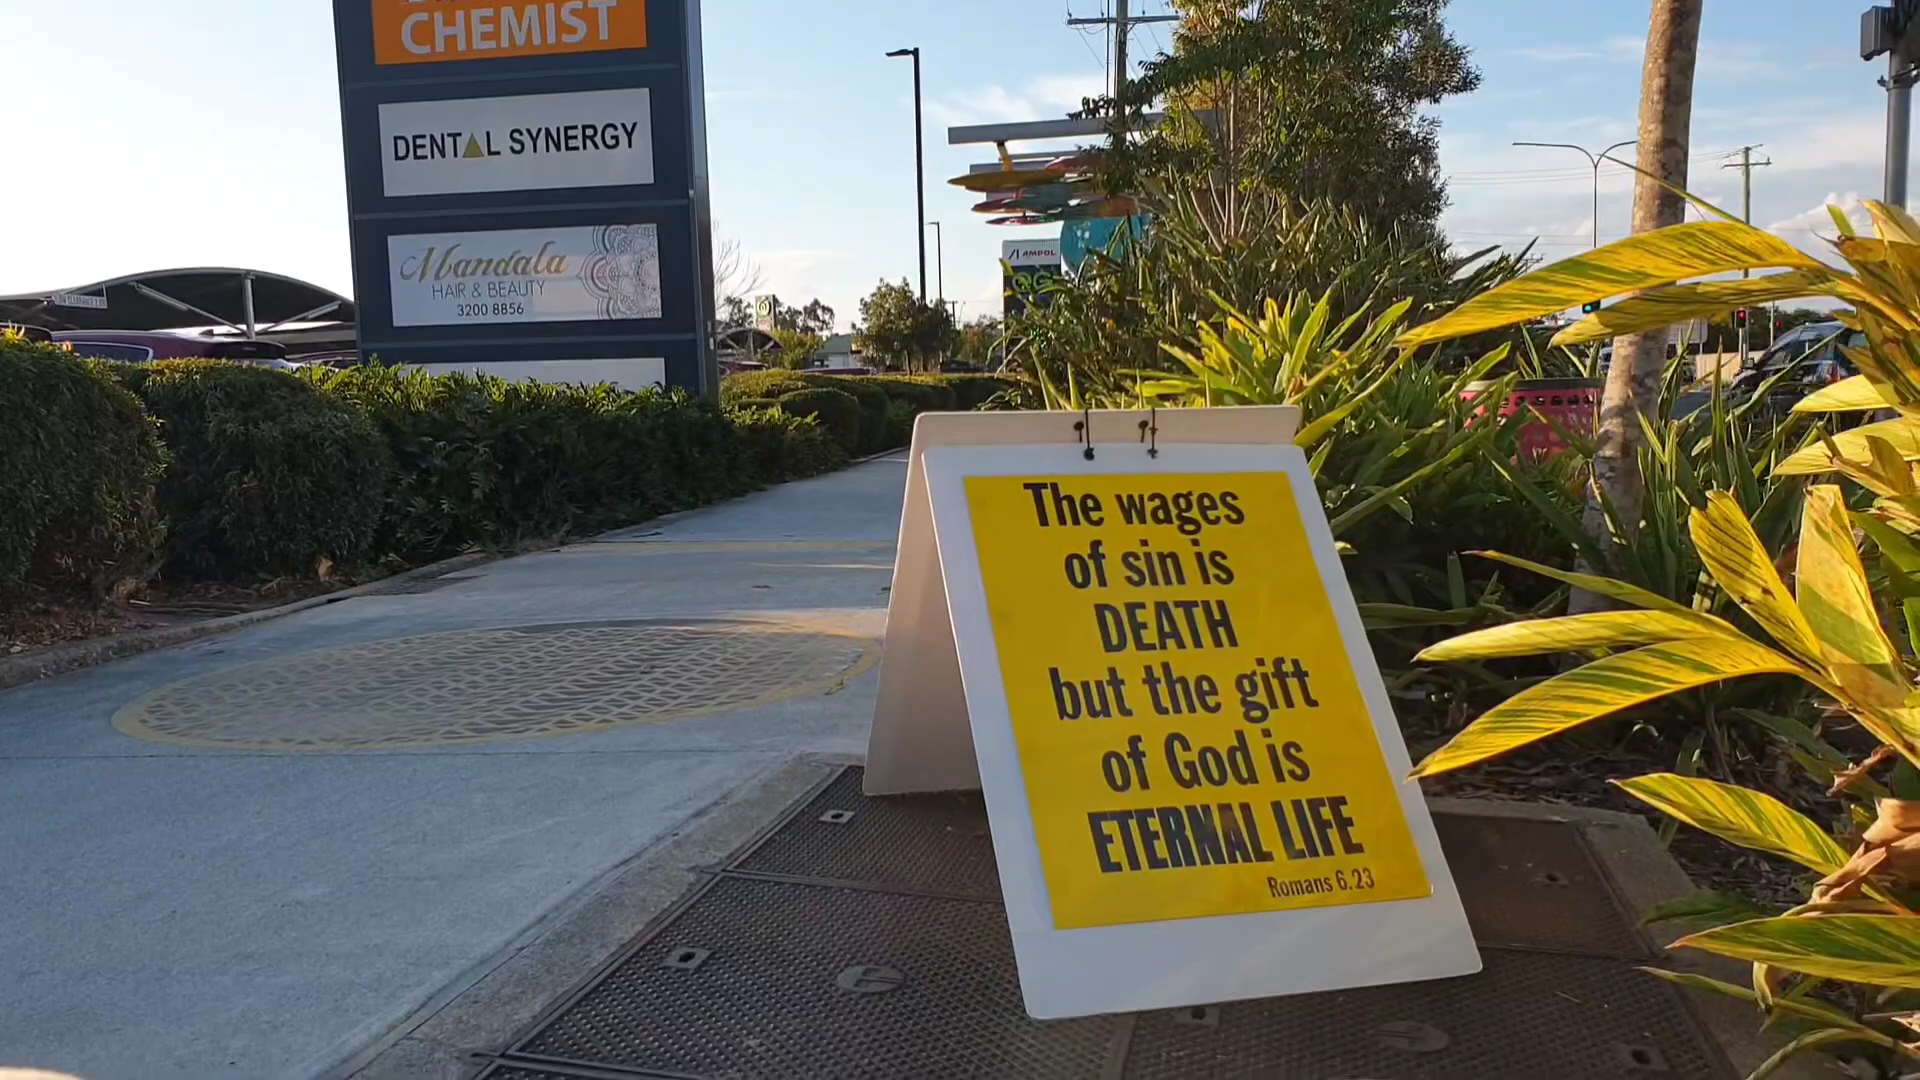 CHEMIST
DENTAL SYNERGY
Mandala
HAIR & BEAUTY
3200 8856
AMPOL
The wages
of sin is
DEATH
but the gift
of God is
ETERNAL LIFE
Romans 6.23